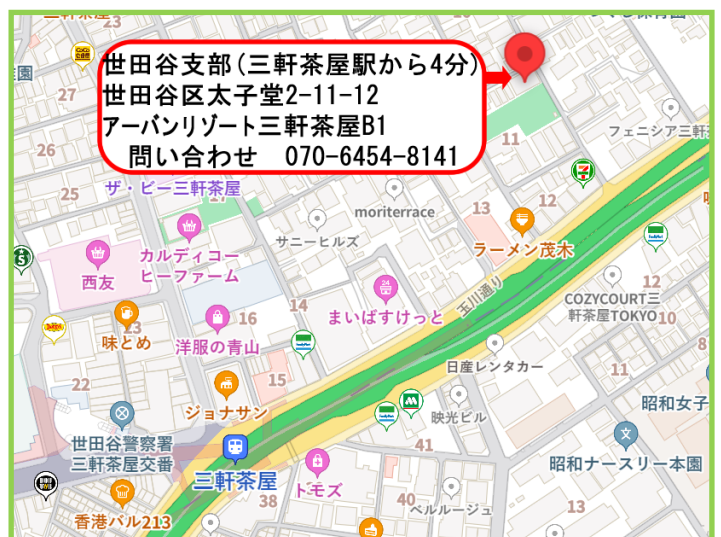 23
世田谷支部(三軒茶屋駅から4分)
世田谷区太子堂2-11-12
アーバンリゾート三軒茶屋B1
問い合わせ 070-6454-8141
27
26
25
11
フェニシア三軒
ザ・ビー三軒茶屋
17
moriterrace
13
12
カルディコー
ヒーファーム
サニーヒルズ
ラーメン茂木
西友
玉川通り
12
COZYCOURT三
軒茶屋TOKYO
10
14
まいばすけっと
23
味とめ
16
洋服の青山
8
日産レンタカー
15
11
22
ジョナサン
映光ビル
昭和女子
世田谷警察署
三軒茶屋交番
41
昭和ナースリー本園
三軒茶屋
トモズ
38
40
ベルルージュ
13
香港バル213